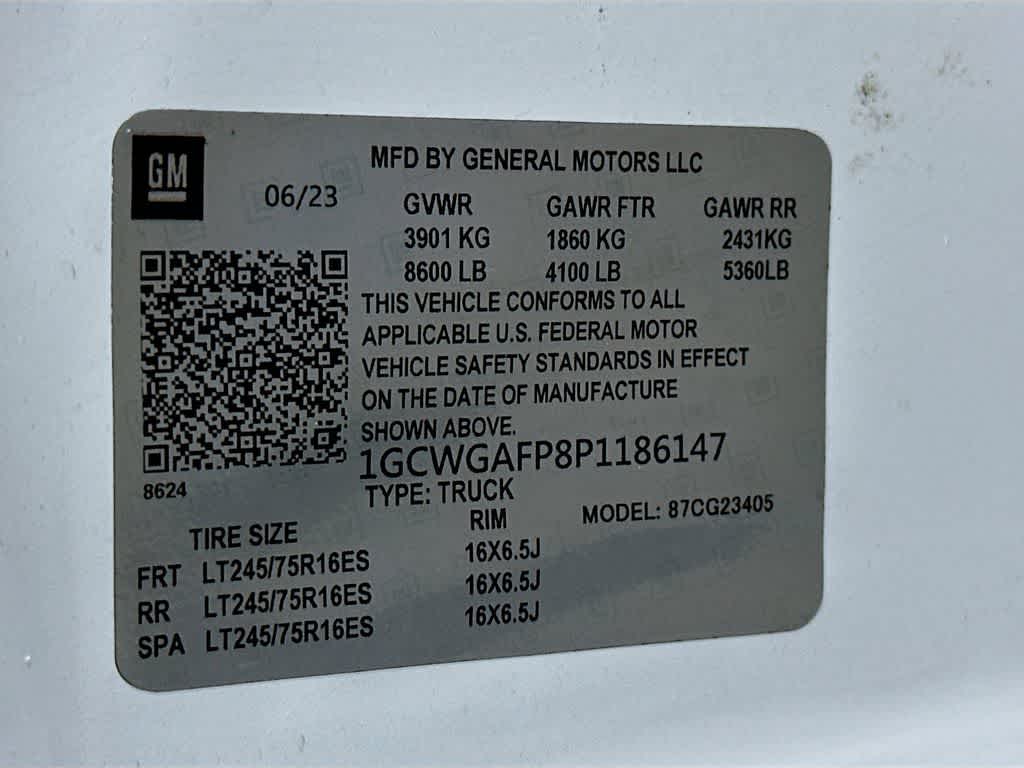 GM
MFD BY GENERAL MOTORS LLC
06/23
GVWR GAWR FTR GAWR RR
3901 KG 1860 KG 2431KG
8600 LB 4100 LB 5360LB
THIS VEHICLE CONFORMS TO ALL
APPLICABLE U.S. FEDERAL MOTOR
VEHICLE SAFETY STANDARDS IN EFFECT
ON THE DATE OF MANUFACTURE
SHOWN ABOVE.
1GCWGAFP8P1186147
8624
TYPE: TRUCK
MODEL: 87CG23405
TIRE SIZE RIM
FRT LT245/75R16ES 16X6.5J
RR LT245/75R16ES 16X6.5J
SPA LT245/75R16ES 16X6.5J